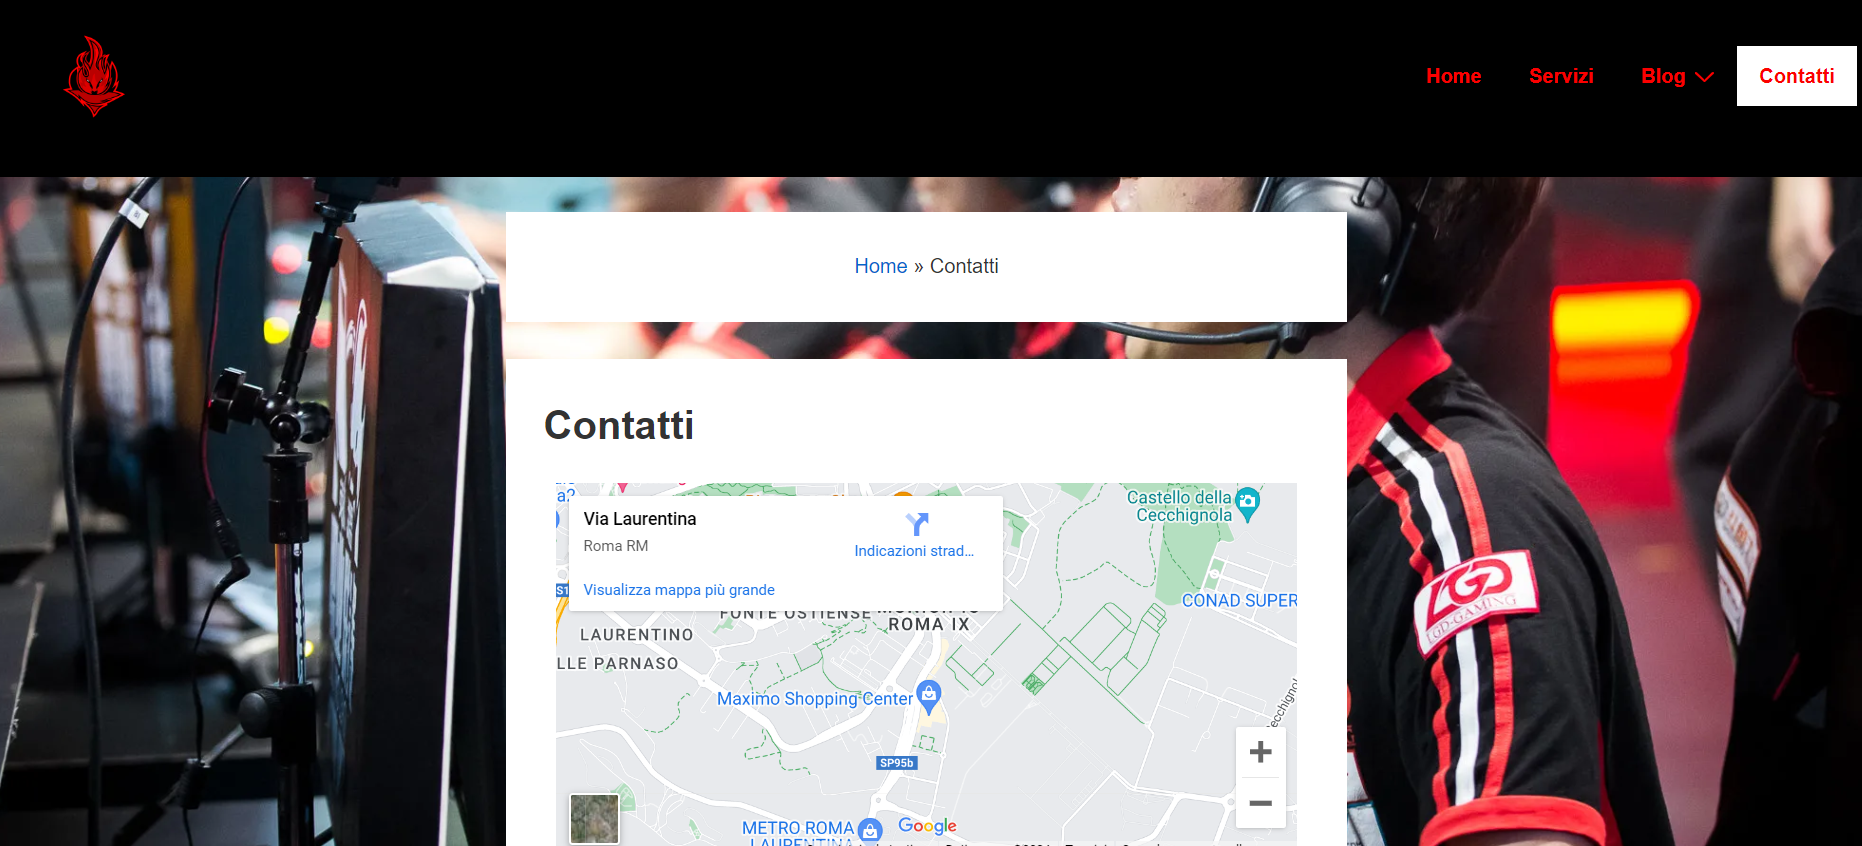 Home
Servizi
Blog
Contatti
Home » Contatti
Contatti
Via Laurentina
Roma RM
Indicazioni strad...
Visualizza mappa più grande
Castello della
Cecchignola
CONAD SUPER
FONTE OSTIENSE
ROMA IX
LAURENTINO
LLE PARNASO
Maximo Shopping Center
SP95b
METRO ROMA
LAURENTINA
Google
LGD
LGD-GAMING